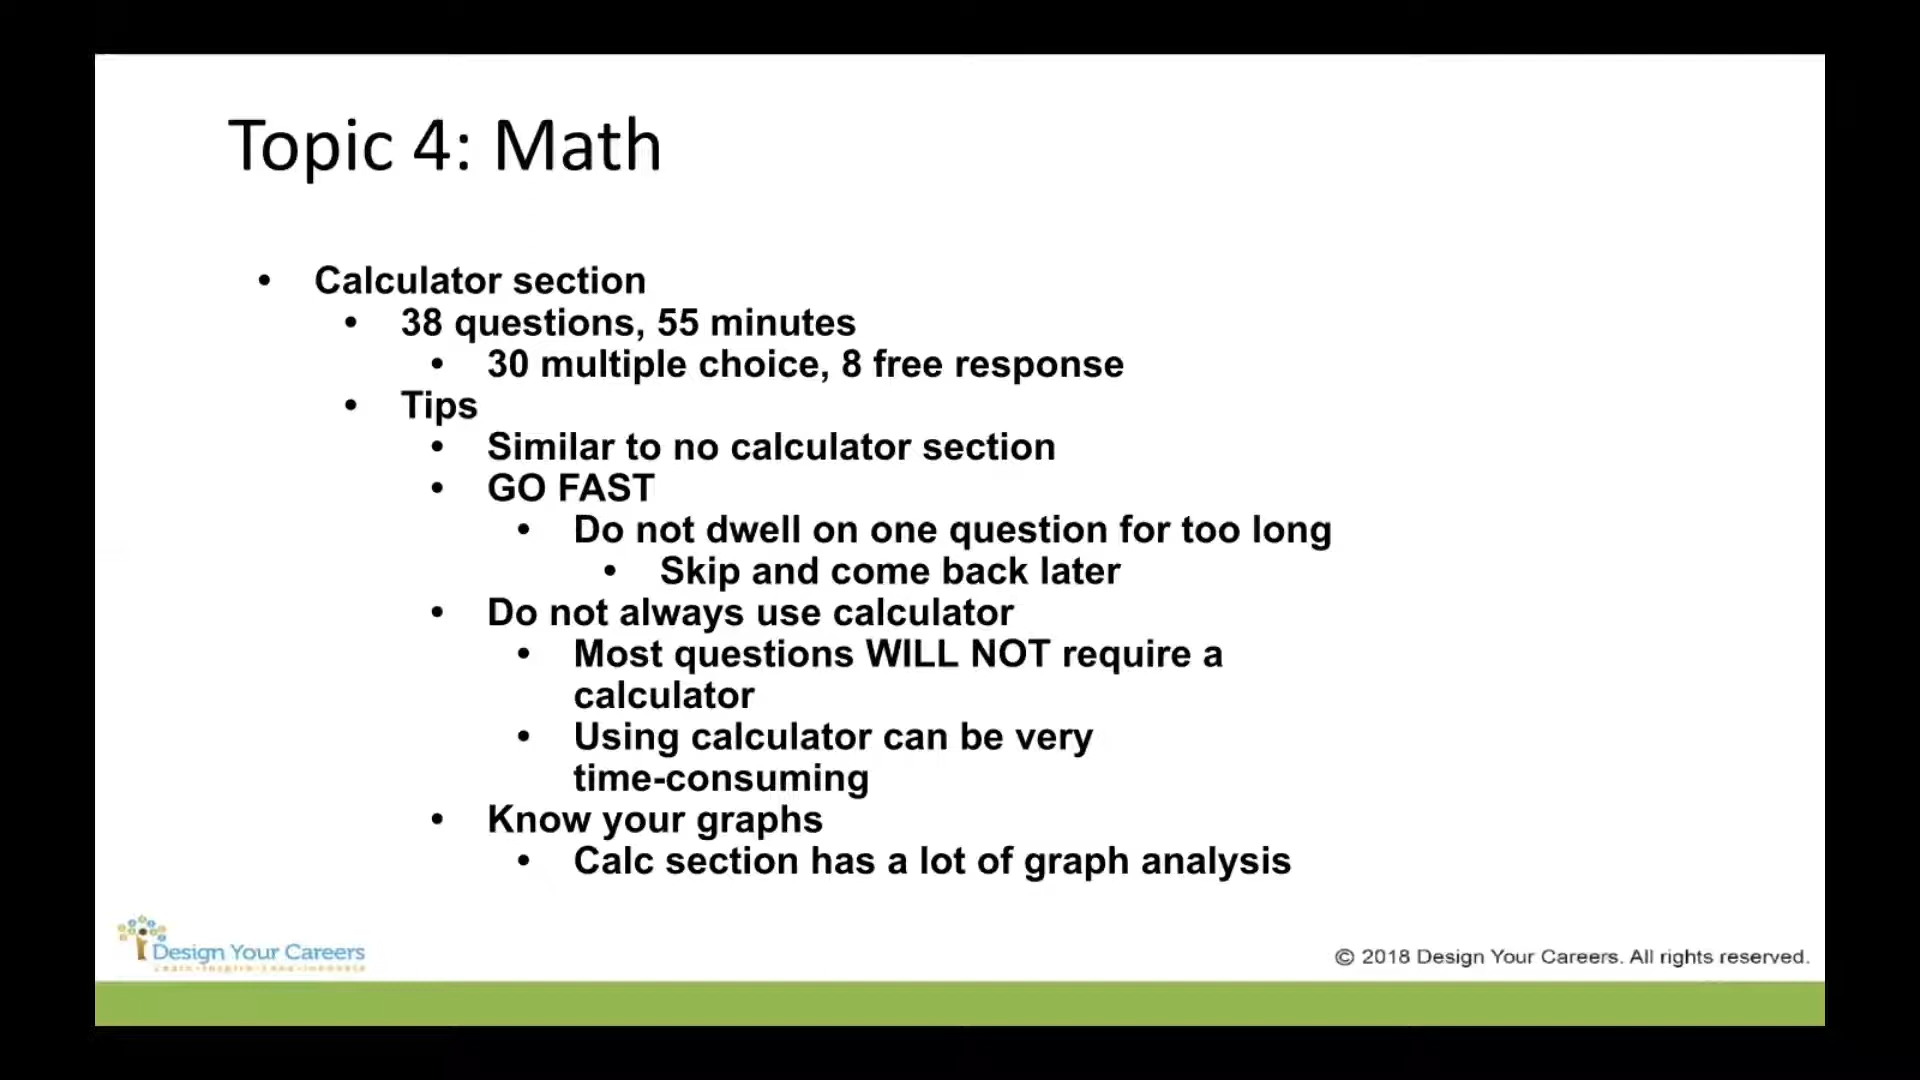 Topic 4: Math
• Calculator section
• 38 questions, 55 minutes
• 30 multiple choice, 8 free response
• Tips
• Similar to no calculator section
• GO FAST
• Do not dwell on one question for too long
• Skip and come back later
• Do not always use calculator
• Most questions WILL NOT require a
calculator
• Using calculator can be very
time-consuming
• Know your graphs
• Calc section has a lot of graph analysis
Design Your Careers
© 2018 Design Your Careers. All rights reserved.